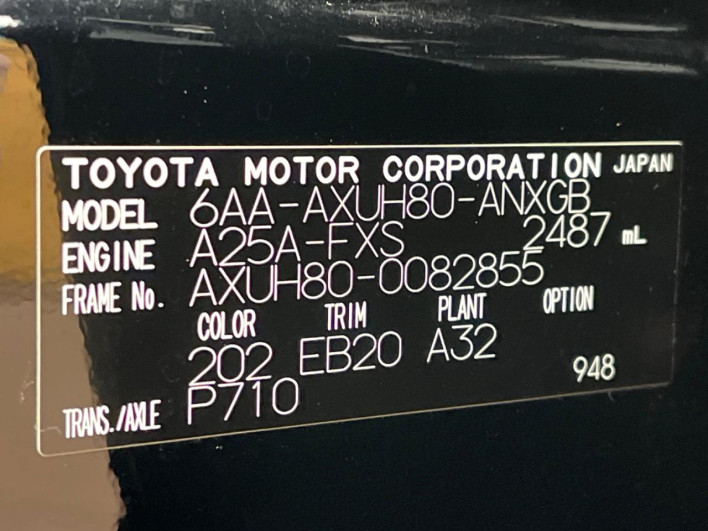 TOYOTA MOTOR CORPORATION JAPAN
MODEL 6AA-AXUH80-ANXGB
ENGINE A25A-FXS 2487 mL
FRAME No. AXUH80-0082855
COLOR TRIM PLANT OPTION
202 EB20 A32
948
TRANS./AXLE P710